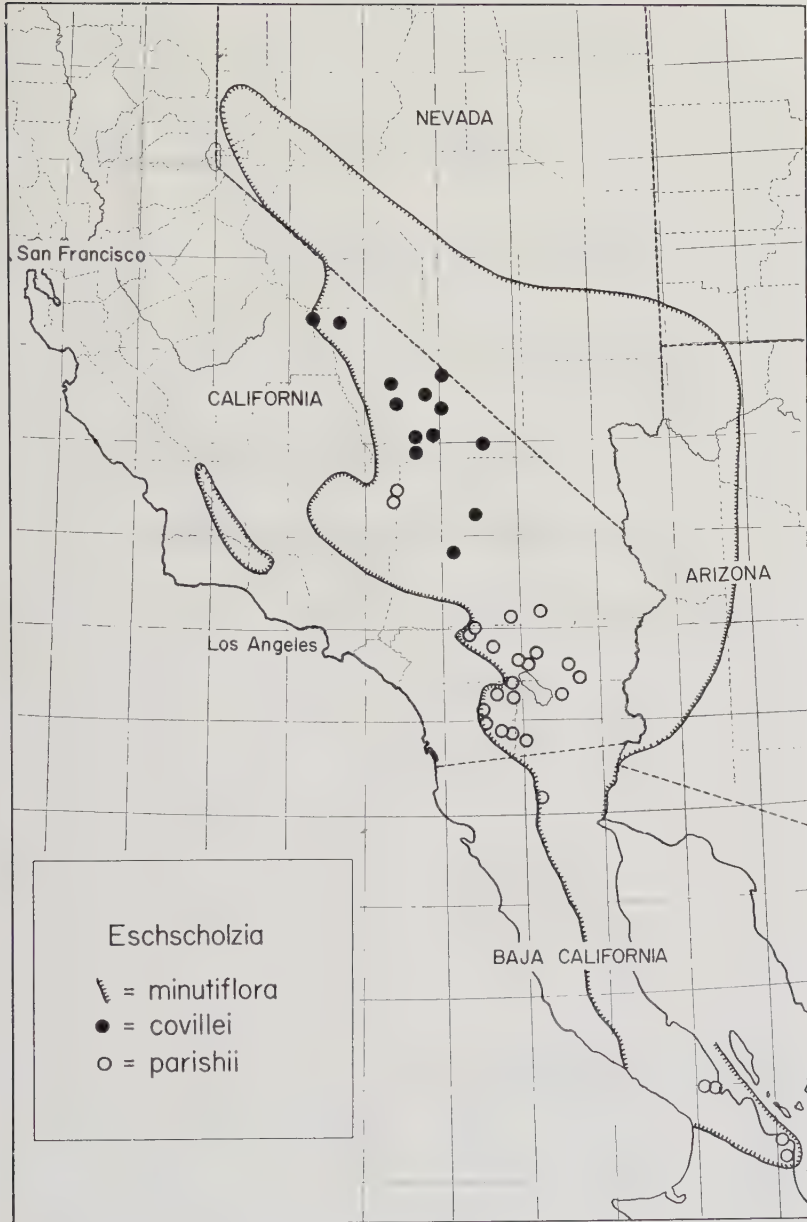 NEVADA
San Francisco
CALIFORNIA
ARIZONA
Los Angeles
BAJA CALIFORNIA
Eschscholzia
= minutiflora
= covillei
= parishii